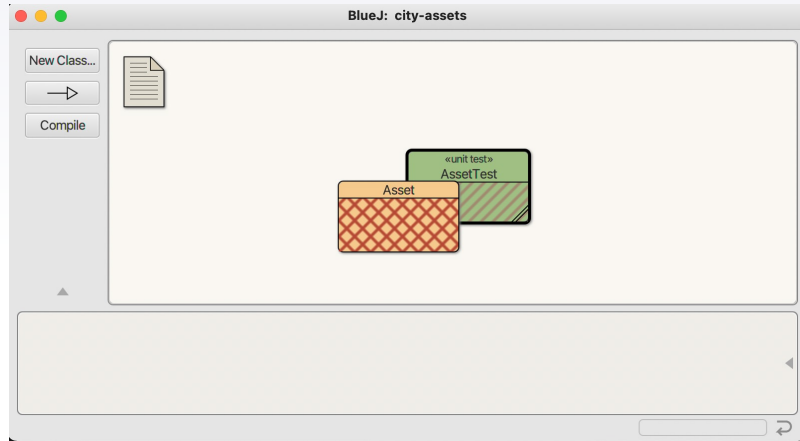 BlueJ: city-assets
New Class...
Compile
«unit test»
AssetTest
Asset